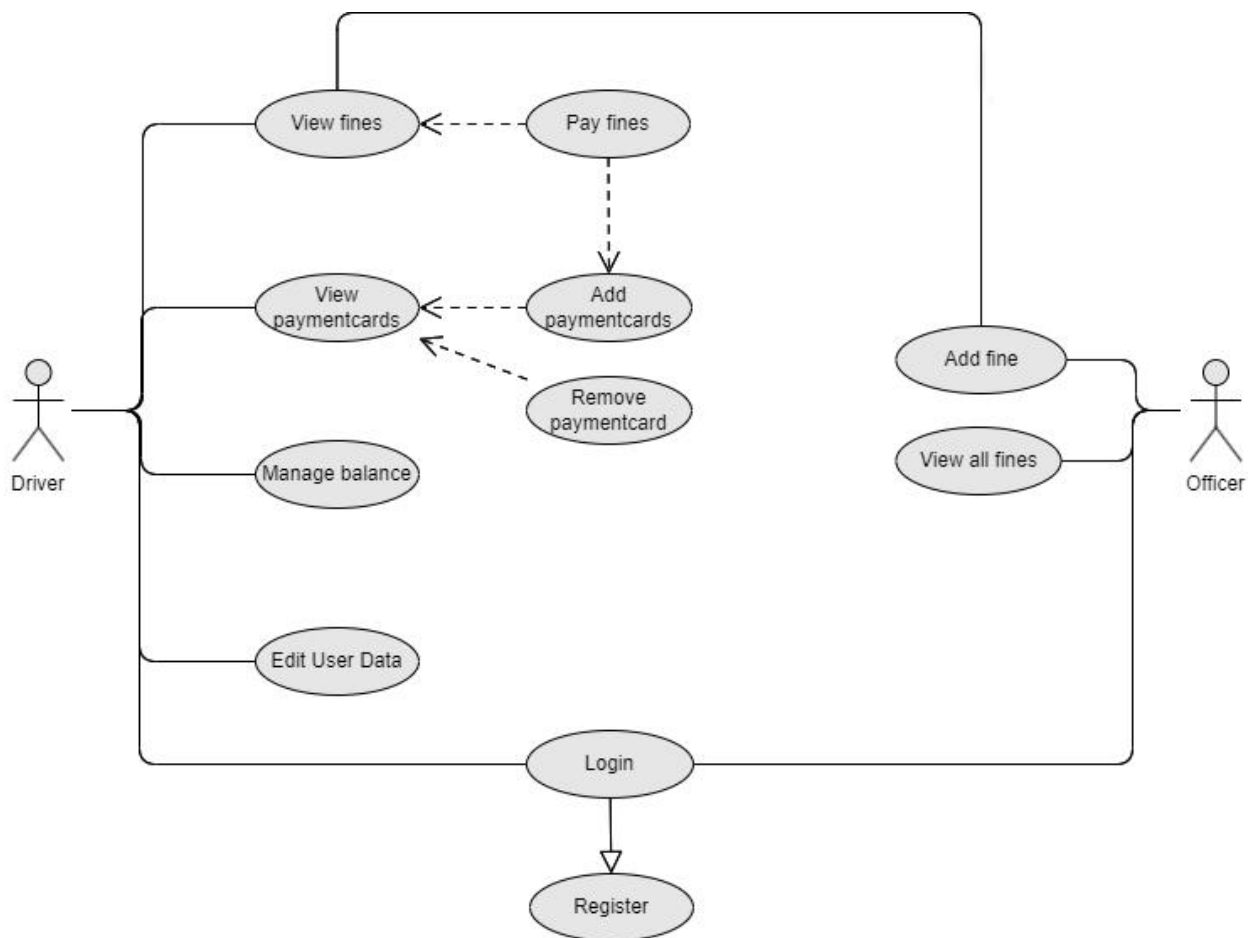 View fines
Pay fines
View
paymentcards
Add
paymentcards
Add fine
Remove
paymentcard
View all fines
Manage balance
Driver
Officer
Edit User Data
Login
Register